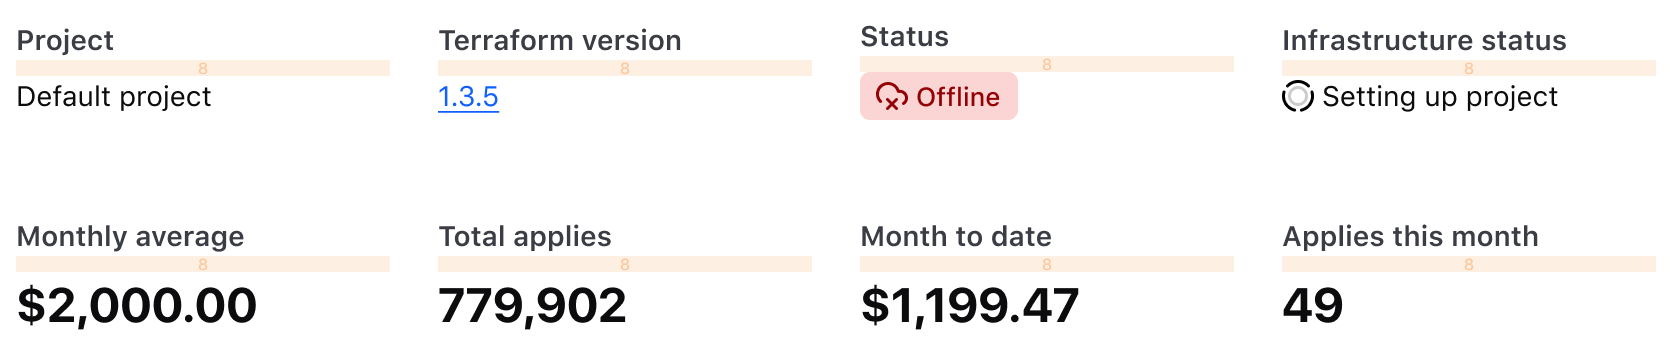 Project
8
Default project
Terraform version
8
1.3.5
Status
8
Offline
Infrastructure status
8
Setting up project
Monthly average
8
$2,000.00
Total applies
8
779,902
Month to date
8
$1,199.47
Applies this month
8
49